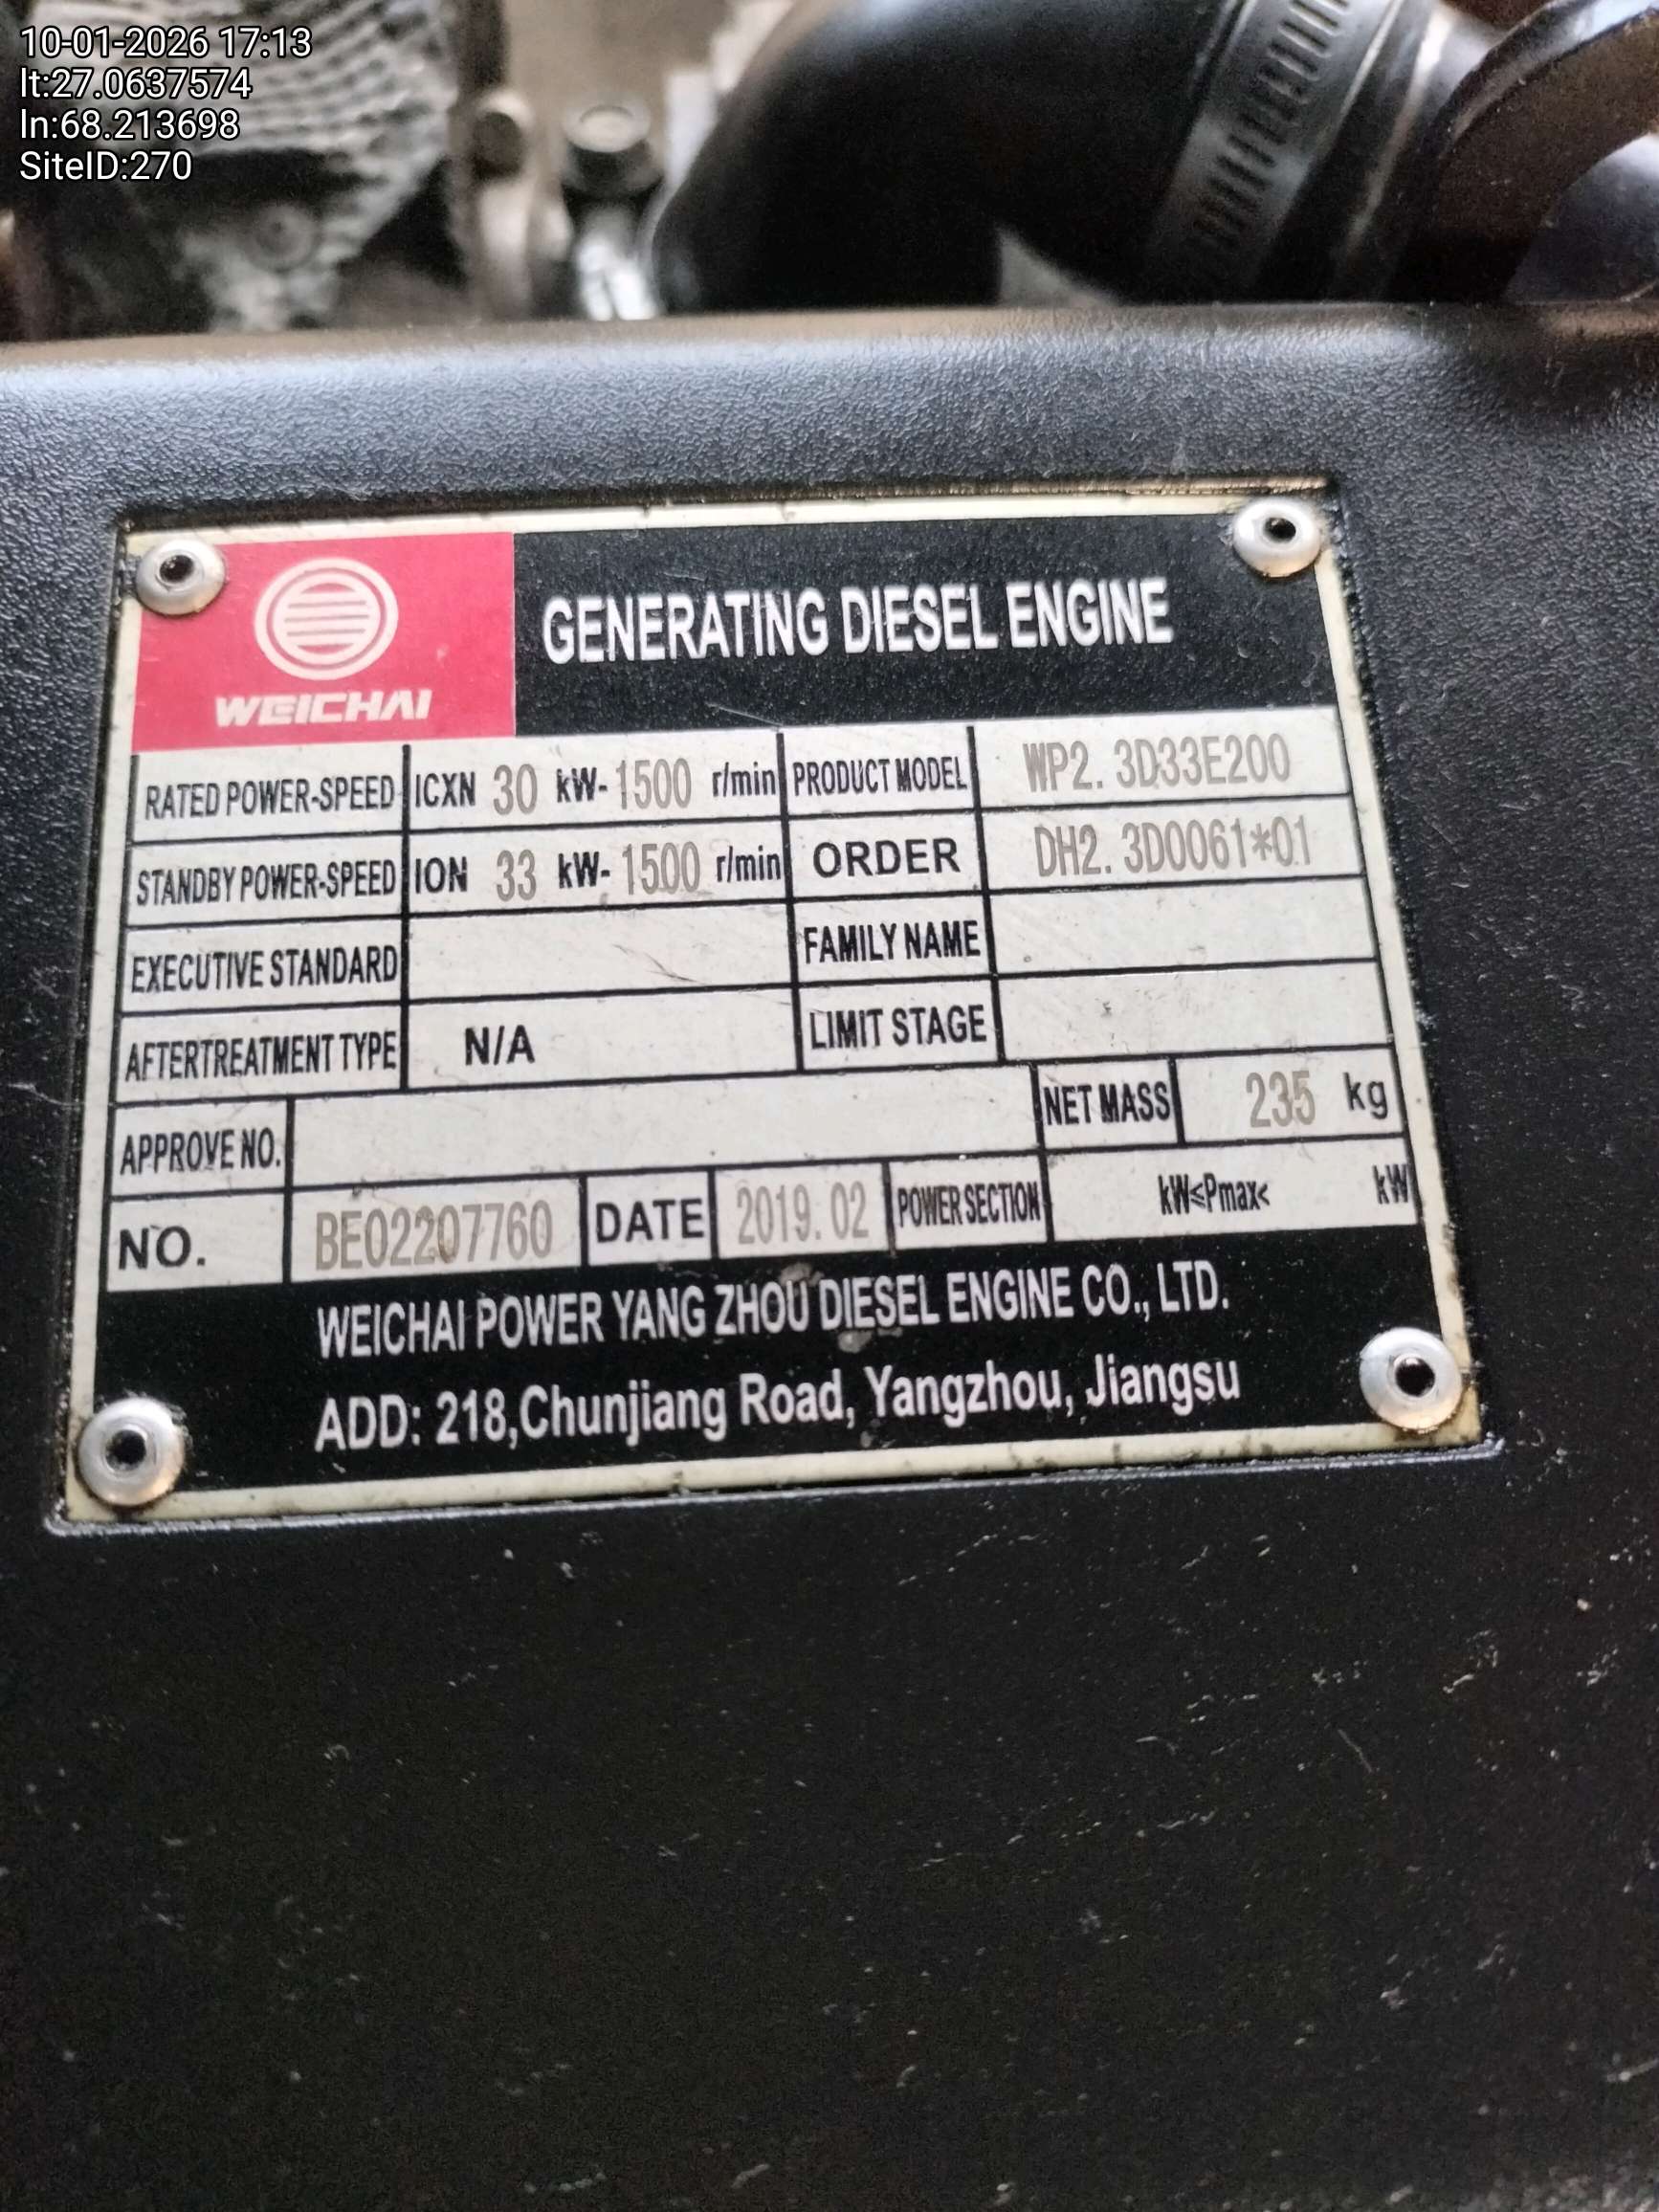 10-01-2026 17:13
lt:27.0637574
ln:68.213698
SiteID:270
WEICHAI
GENERATING DIESEL ENGINE
RATED POWER-SPEED ICXN 30 kW- 1500 r/min PRODUCT MODEL WP2. 3D33E200
STANDBY POWER-SPEED ION 33 kW- 1500 r/min ORDER DH2. 3D0061*01
EXECUTIVE STANDARD FAMILY NAME
AFTERTREATMENT TYPE N/A LIMIT STAGE
APPROVE NO. NET MASS 235 kg
NO. BE02207760 DATE 2019. 02 POWER SECTION kW≤Pmax< kW
WEICHAI POWER YANG ZHOU DIESEL ENGINE CO., LTD.
ADD: 218,Chunjiang Road, Yangzhou, Jiangsu